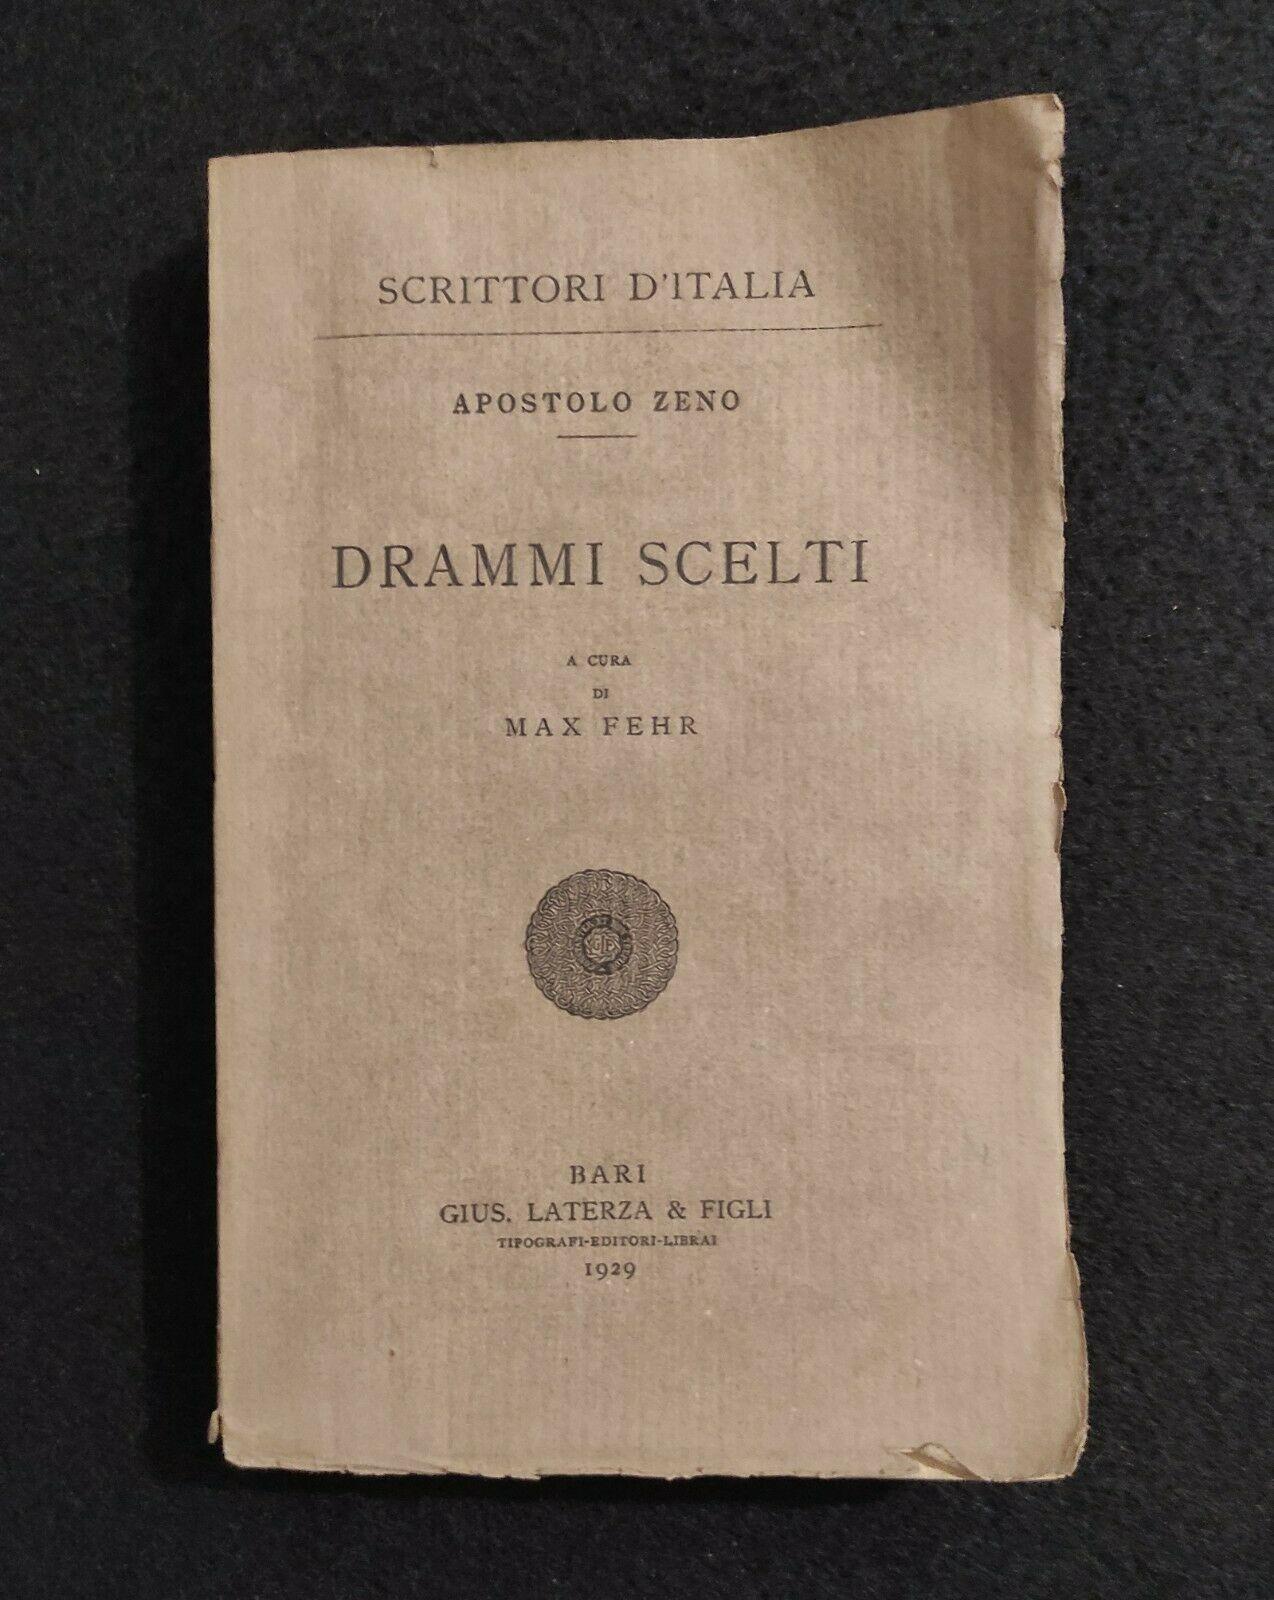 SCRITTORI D'ITALIA
APOSTOLO ZENO
DRAMMI SCELTI
A CURA
DI
MAX FEHR
BARI
GIUS. LATERZA & FIGLI
TIPOGRAFI-EDITORI-LIBRAI
1929